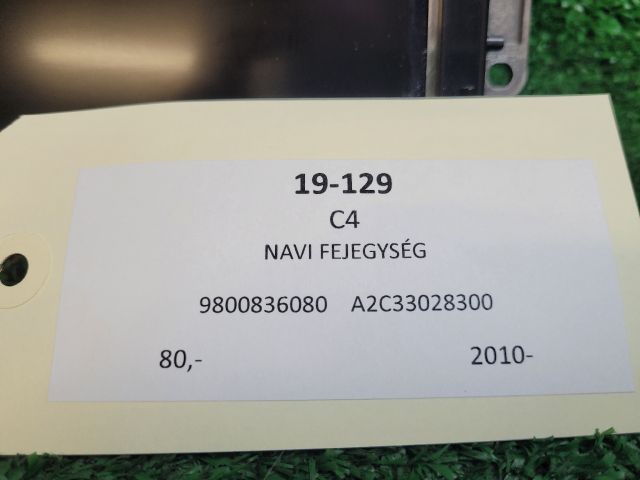 19-129
C4
NAVI FEJEGYSÉG
9800836080 A2C33028300
80,- 2010-